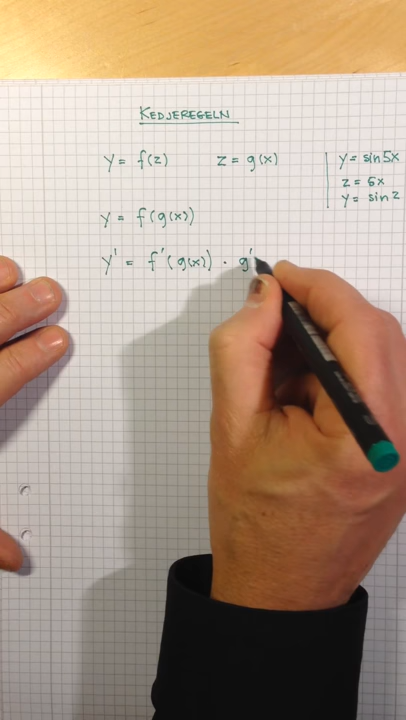 KEDJEREGELN
y = f(z) z = g(x)
y = sin 5x
z = 5x
y = sin z
y = f(g(x))
y' = f'(g(x)) · g'